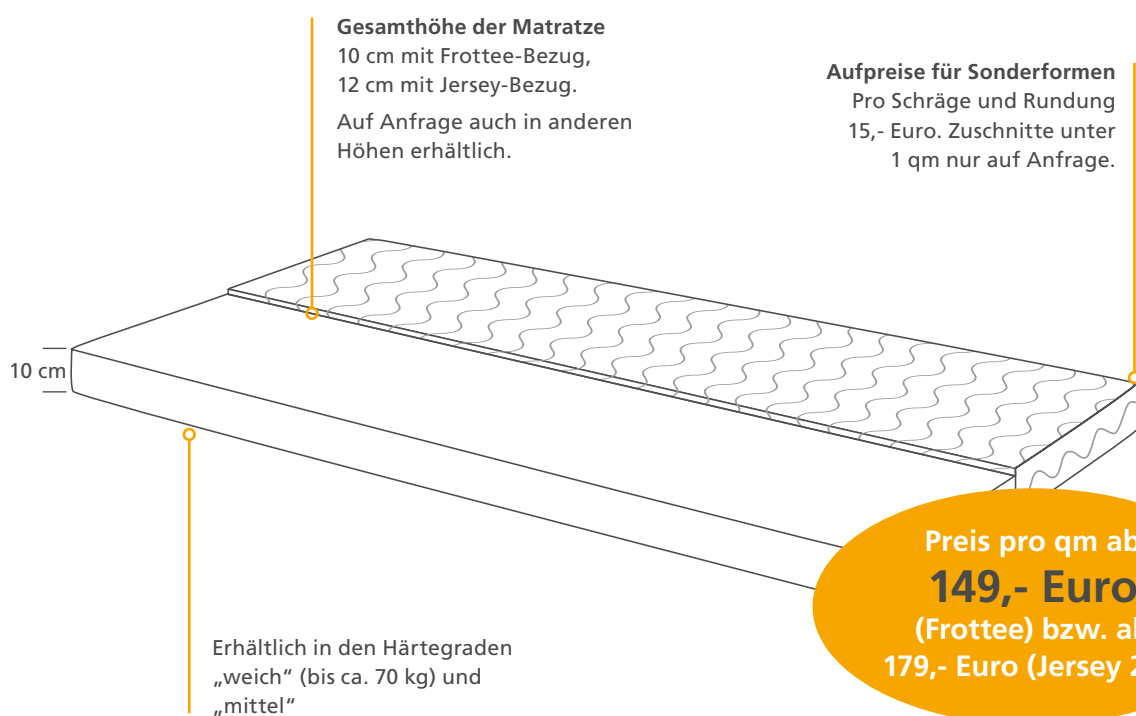 Gesamthöhe der Matratze
10 cm mit Frottee-Bezug,
12 cm mit Jersey-Bezug.
Auf Anfrage auch in anderen
Höhen erhältlich.
Aufpreise für Sonderformen
Pro Schräge und Rundung
15,- Euro. Zuschnitte unter
1 qm nur auf Anfrage.
10 cm
Preis pro qm ab
149,- Euro
(Frottee) bzw. ab
179,- Euro (Jersey 2
Erhältlich in den Härtegraden
„weich“ (bis ca. 70 kg) und
„mittel“